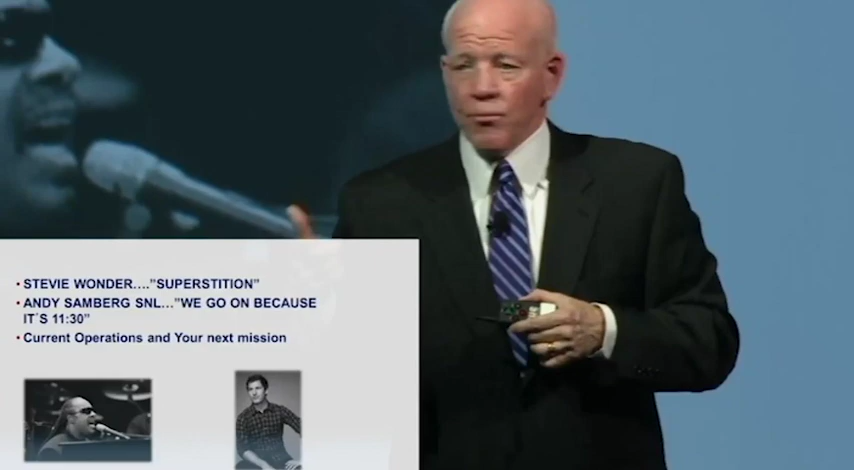 • STEVIE WONDER....”SUPERSTITION”
• ANDY SAMBERG SNL...”WE GO ON BECAUSE
IT´S 11:30”
• Current Operations and Your next mission